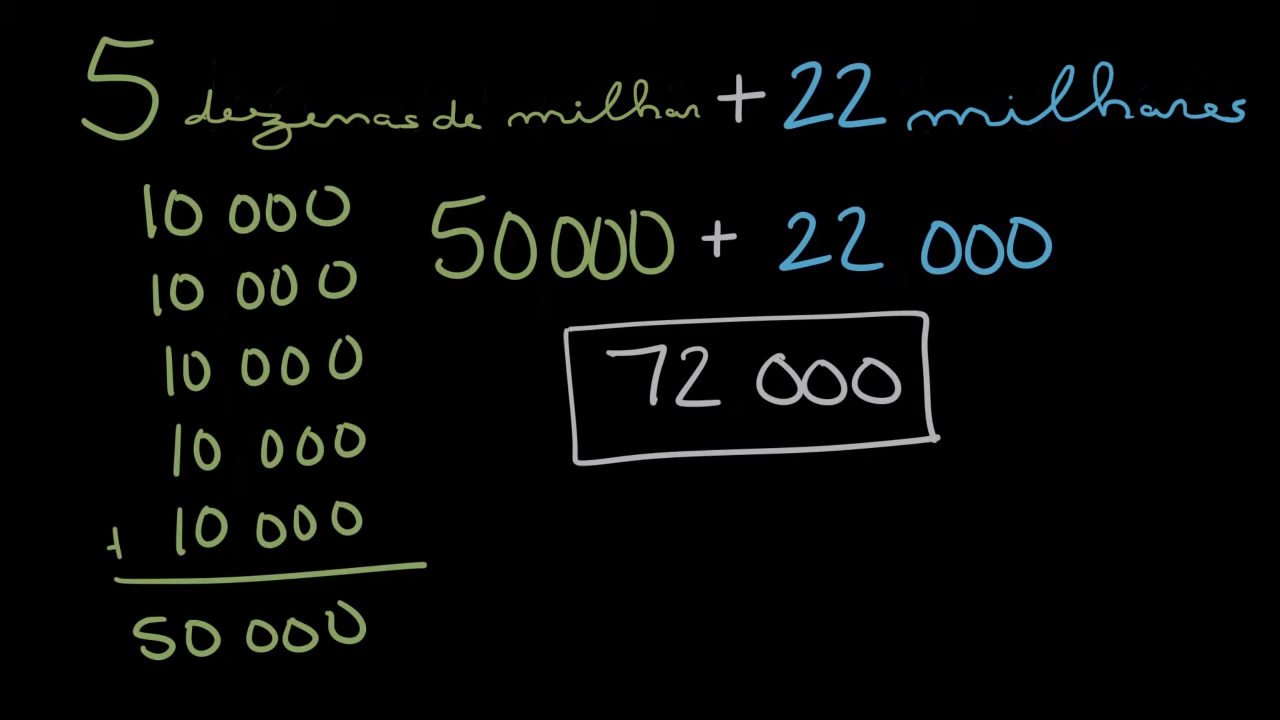 5 dezenas de milhar + 22 milhares
10 000
10 000
10 000
10 000
+ 10 000
50 000
50000 + 22 000
72 000